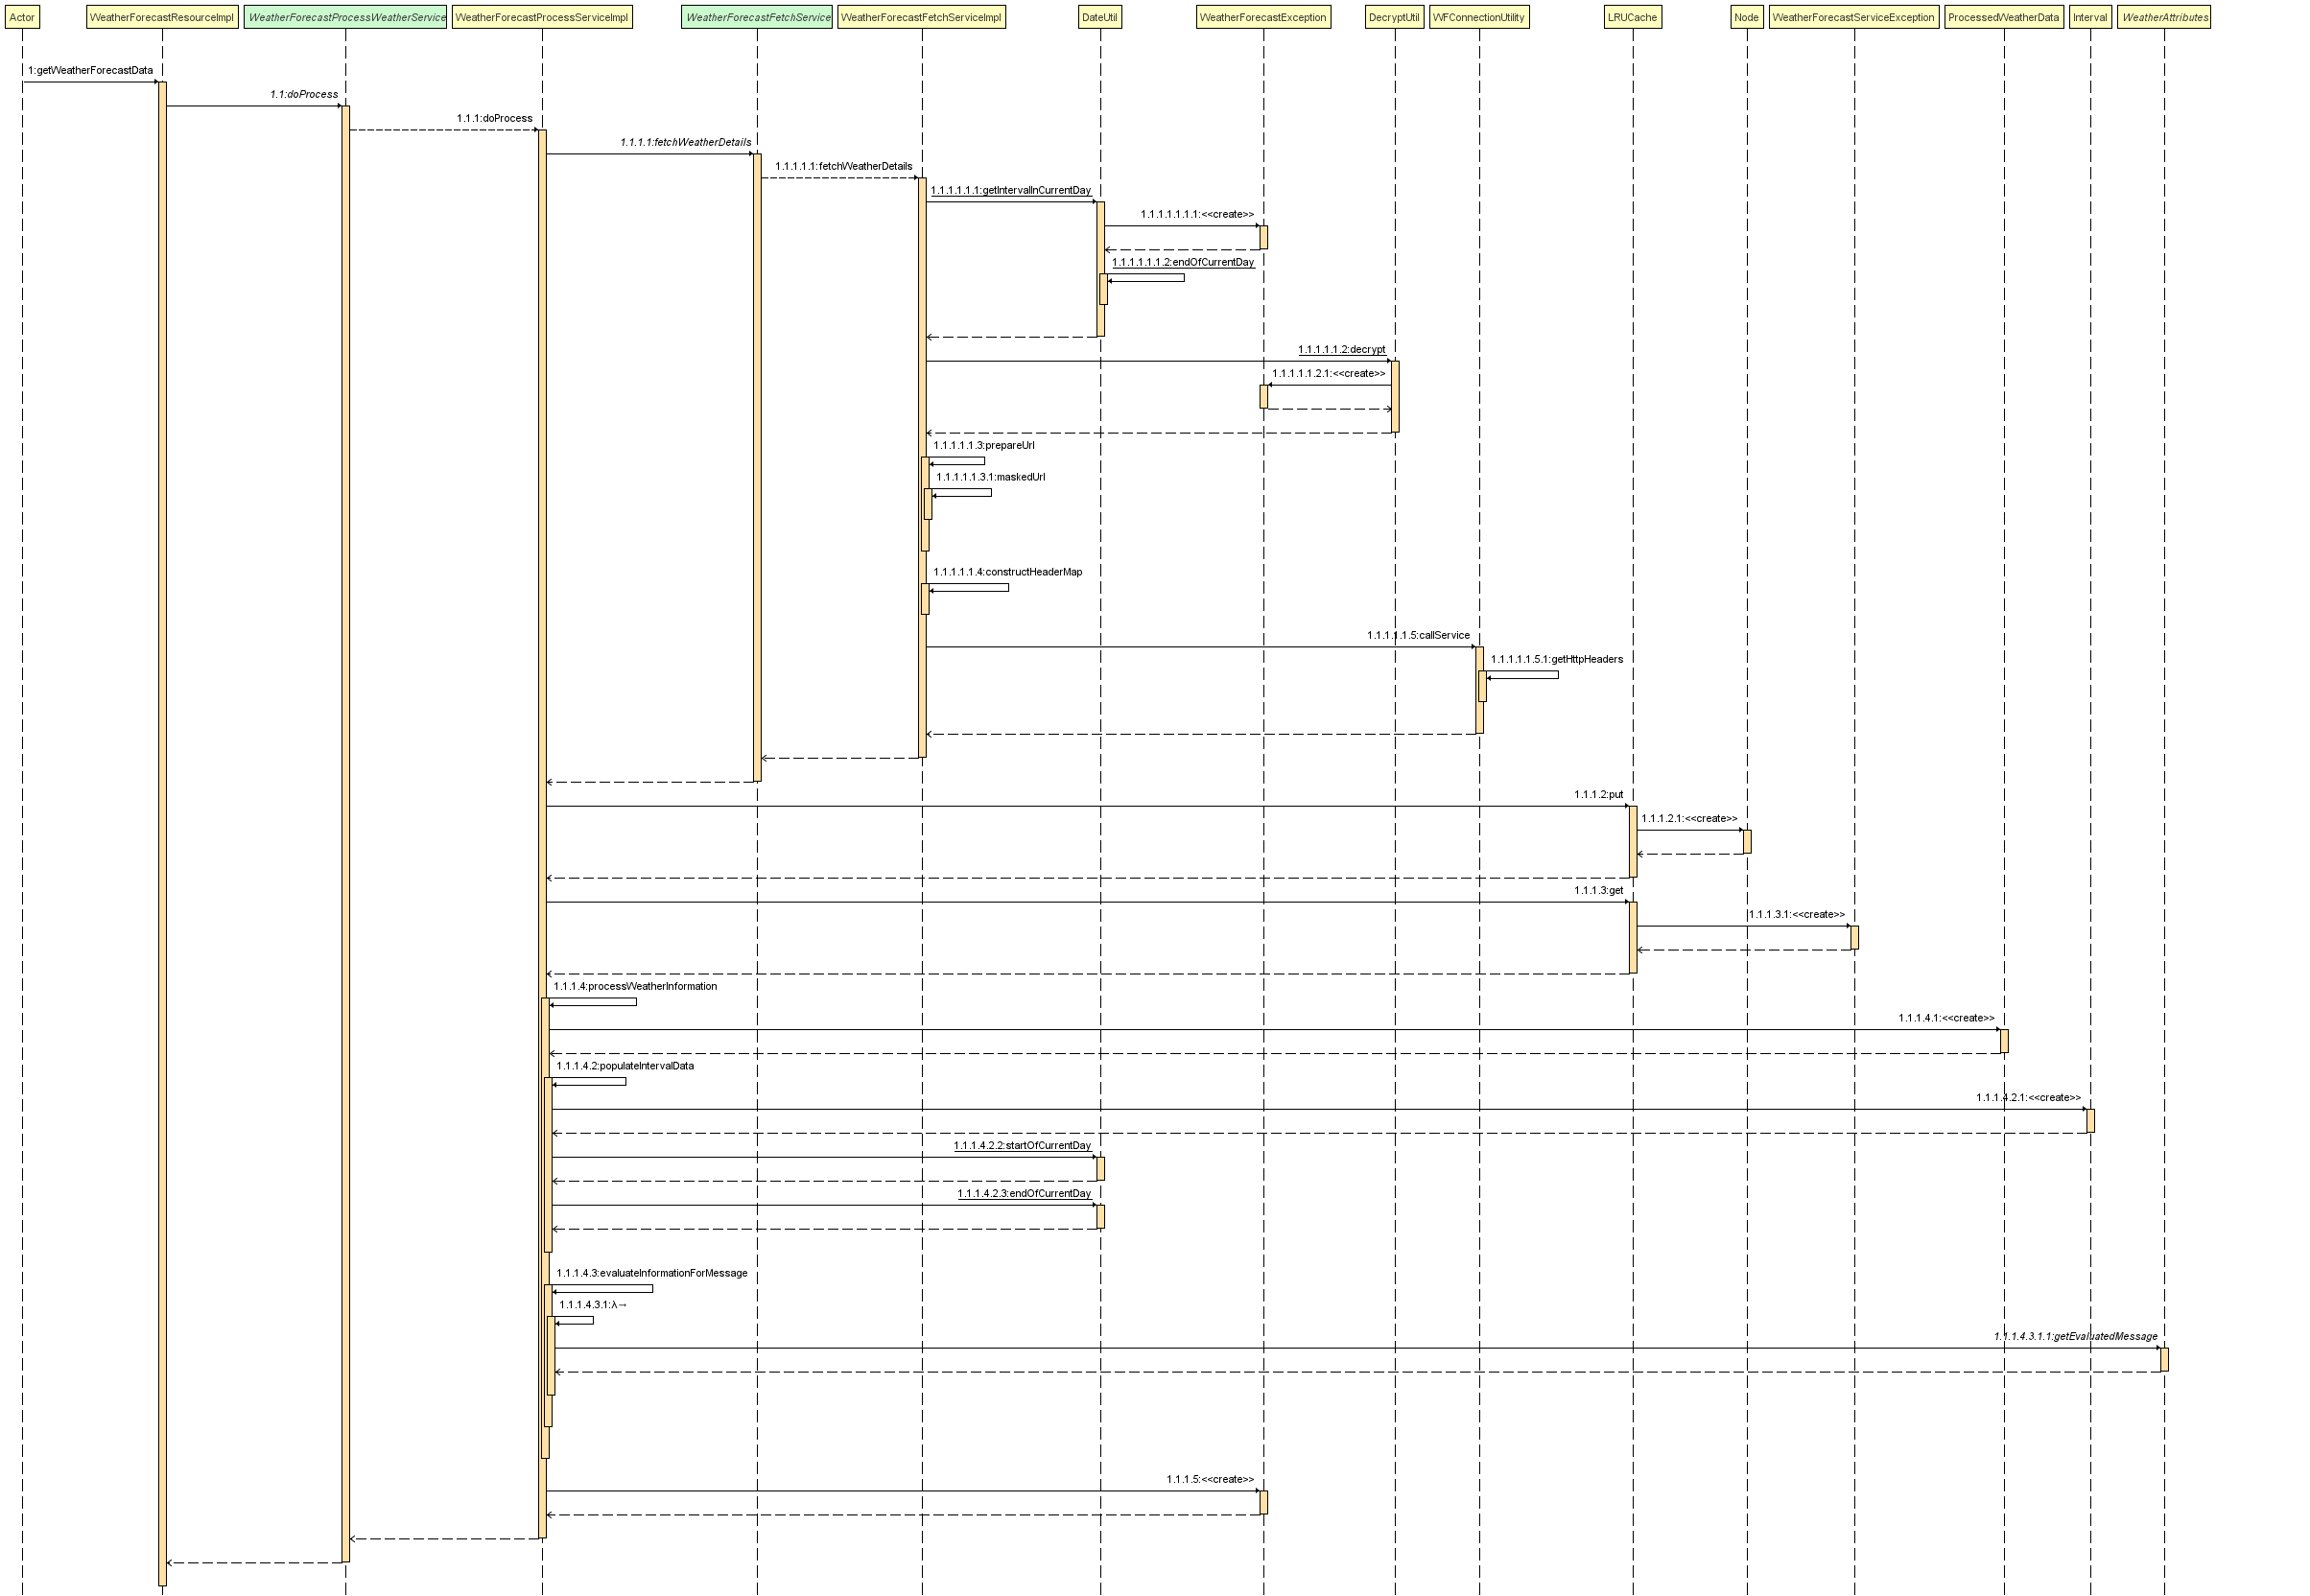 Actor
WeatherForecastResourceImpl
WeatherForecastProcessWeatherService
WeatherForecastProcessServiceImpl
WeatherForecastFetchService
WeatherForecastFetchServiceImpl
DateUtil
WeatherForecastException
DecryptUtil
WFConnectionUtility
LRUCache
Node
WeatherForecastServiceException
ProcessedWeatherData
Interval
WeatherAttributes
1:getWeatherForecastData
1.1:doProcess
1.1.1:doProcess
1.1.1.1:fetchWeatherDetails
1.1.1.1.1:fetchWeatherDetails
1.1.1.1.1.1:getIntervalInCurrentDay
1.1.1.1.1.1.1:<<create>>
1.1.1.1.1.1.2:endOfCurrentDay
1.1.1.1.1.2:decrypt
1.1.1.1.1.2.1:<<create>>
1.1.1.1.1.3:prepareUrl
1.1.1.1.1.3.1:maskedUrl
1.1.1.1.1.4:constructHeaderMap
1.1.1.1.1.5:callService
1.1.1.1.1.5.1:getHttpHeaders
1.1.1.2:put
1.1.1.2.1:<<create>>
1.1.1.3:get
1.1.1.3.1:<<create>>
1.1.1.4:processWeatherInformation
1.1.1.4.1:<<create>>
1.1.1.4.2:populateIntervalData
1.1.1.4.2.1:<<create>>
1.1.1.4.2.2:startOfCurrentDay
1.1.1.4.2.3:endOfCurrentDay
1.1.1.4.3:evaluateInformationForMessage
1.1.1.4.3.1:λ→
1.1.1.4.3.1.1:getEvaluatedMessage
1.1.1.5:<<create>>